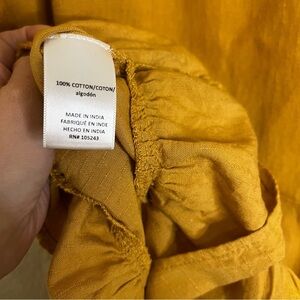 100% COTTON/COTON/
algodón
MADE IN INDIA
FABRIQUÉ EN INDE
HECHO EN INDIA
RN# 105243